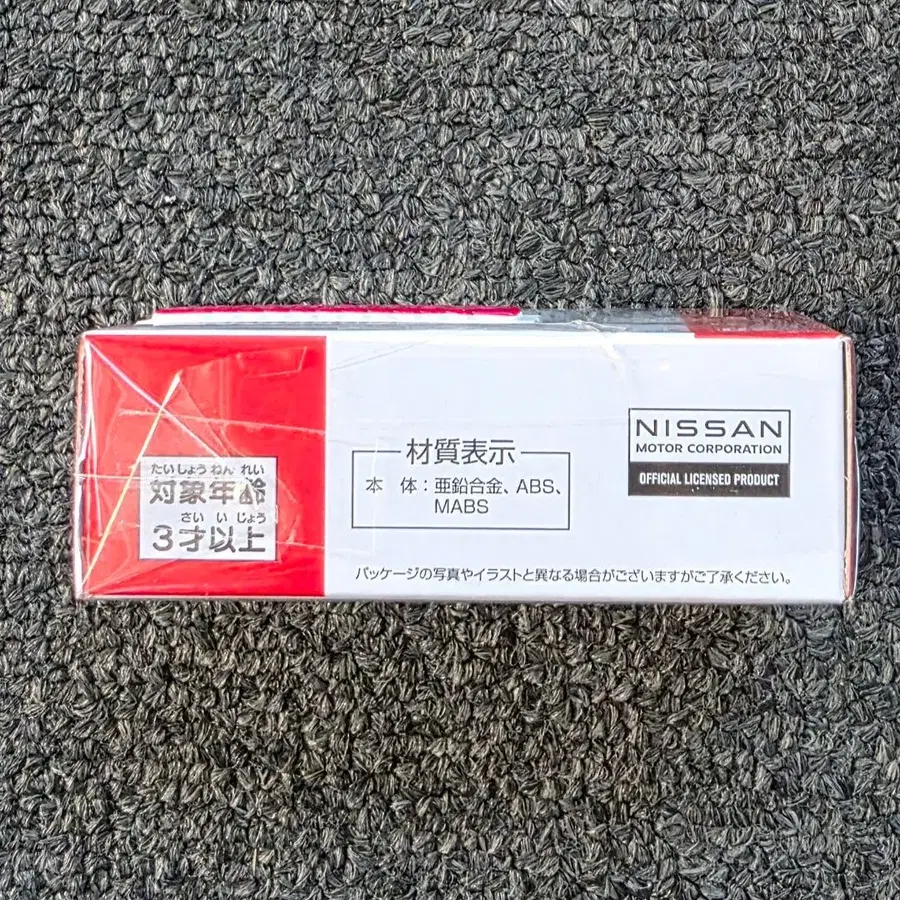 たいしょう ねん れい
対象年齢
さい い じょう
3才以上
材質表示
本 体：亜鉛合金、ABS、
MABS
NISSAN
MOTOR CORPORATION
OFFICIAL LICENSED PRODUCT
パッケージの写真やイラストと異なる場合がございますがご了承ください。